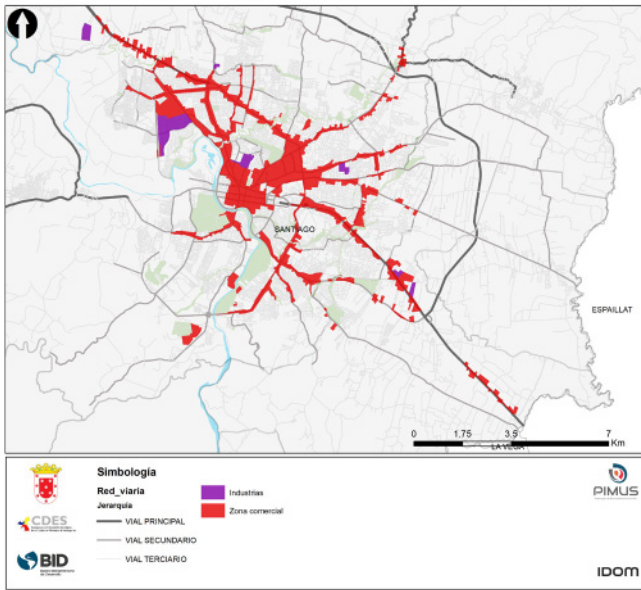 SANTIAGO
ESPAILLAT
0 1.75 3.5 7
Km
LA VEGA
Simbología
Red_viaria
Jerarquía
VIAL PRINCIPAL
VIAL SECUNDARIO
VIAL TERCIARIO
Industrias
Zona comercial
CDES
BID
PIMUS
IDOM